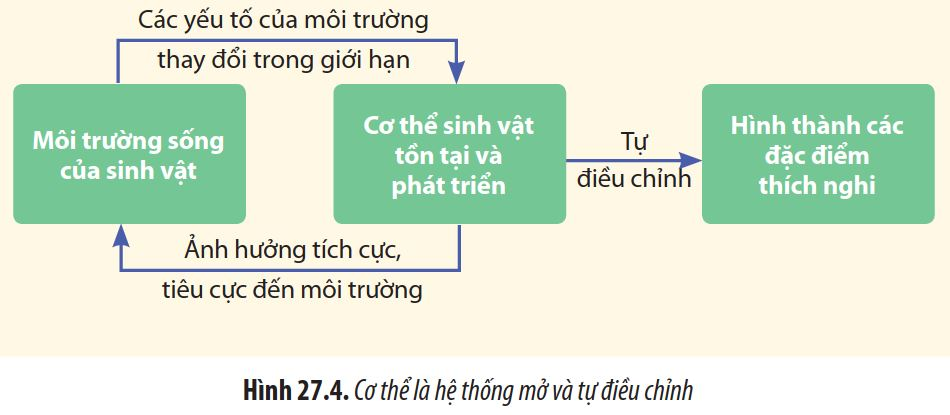 Các yếu tố của môi trường
thay đổi trong giới hạn
Môi trường sống
của sinh vật
Cơ thể sinh vật
tồn tại và
phát triển
Tự
điều chỉnh
Hình thành các
đặc điểm
thích nghi
Ảnh hưởng tích cực,
tiêu cực đến môi trường
Hình 27.4. Cơ thể là hệ thống mở và tự điều chỉnh